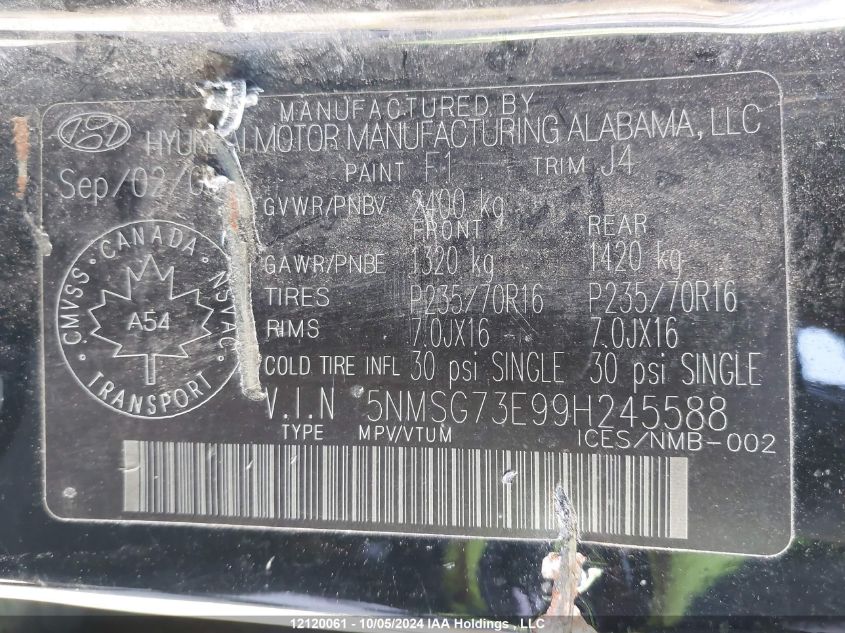 MANUFACTURED BY
MOTOR MANUFACTURING ALABAMA, LLC
PAINT F1 TRIM J4
Sep/02/
GVWR/PNBV 2400 kg
FRONT REAR
GAWR/PNBE 1320 kg 1420 kg
TIRES P235/70R16 P235/70R16
RIMS 7.0JX16 7.0JX16
COLD TIRE INFL 30 psi SINGLE 30 psi SINGLE
V.I.N 5NMSG73E99H245588
TYPE MPV/VTUM ICES/NMB-002
CMVSS · CANADA · NSVAC
A54
TRANSPORT
12120061 - 10/05/2024 IAA Holdings , LLC